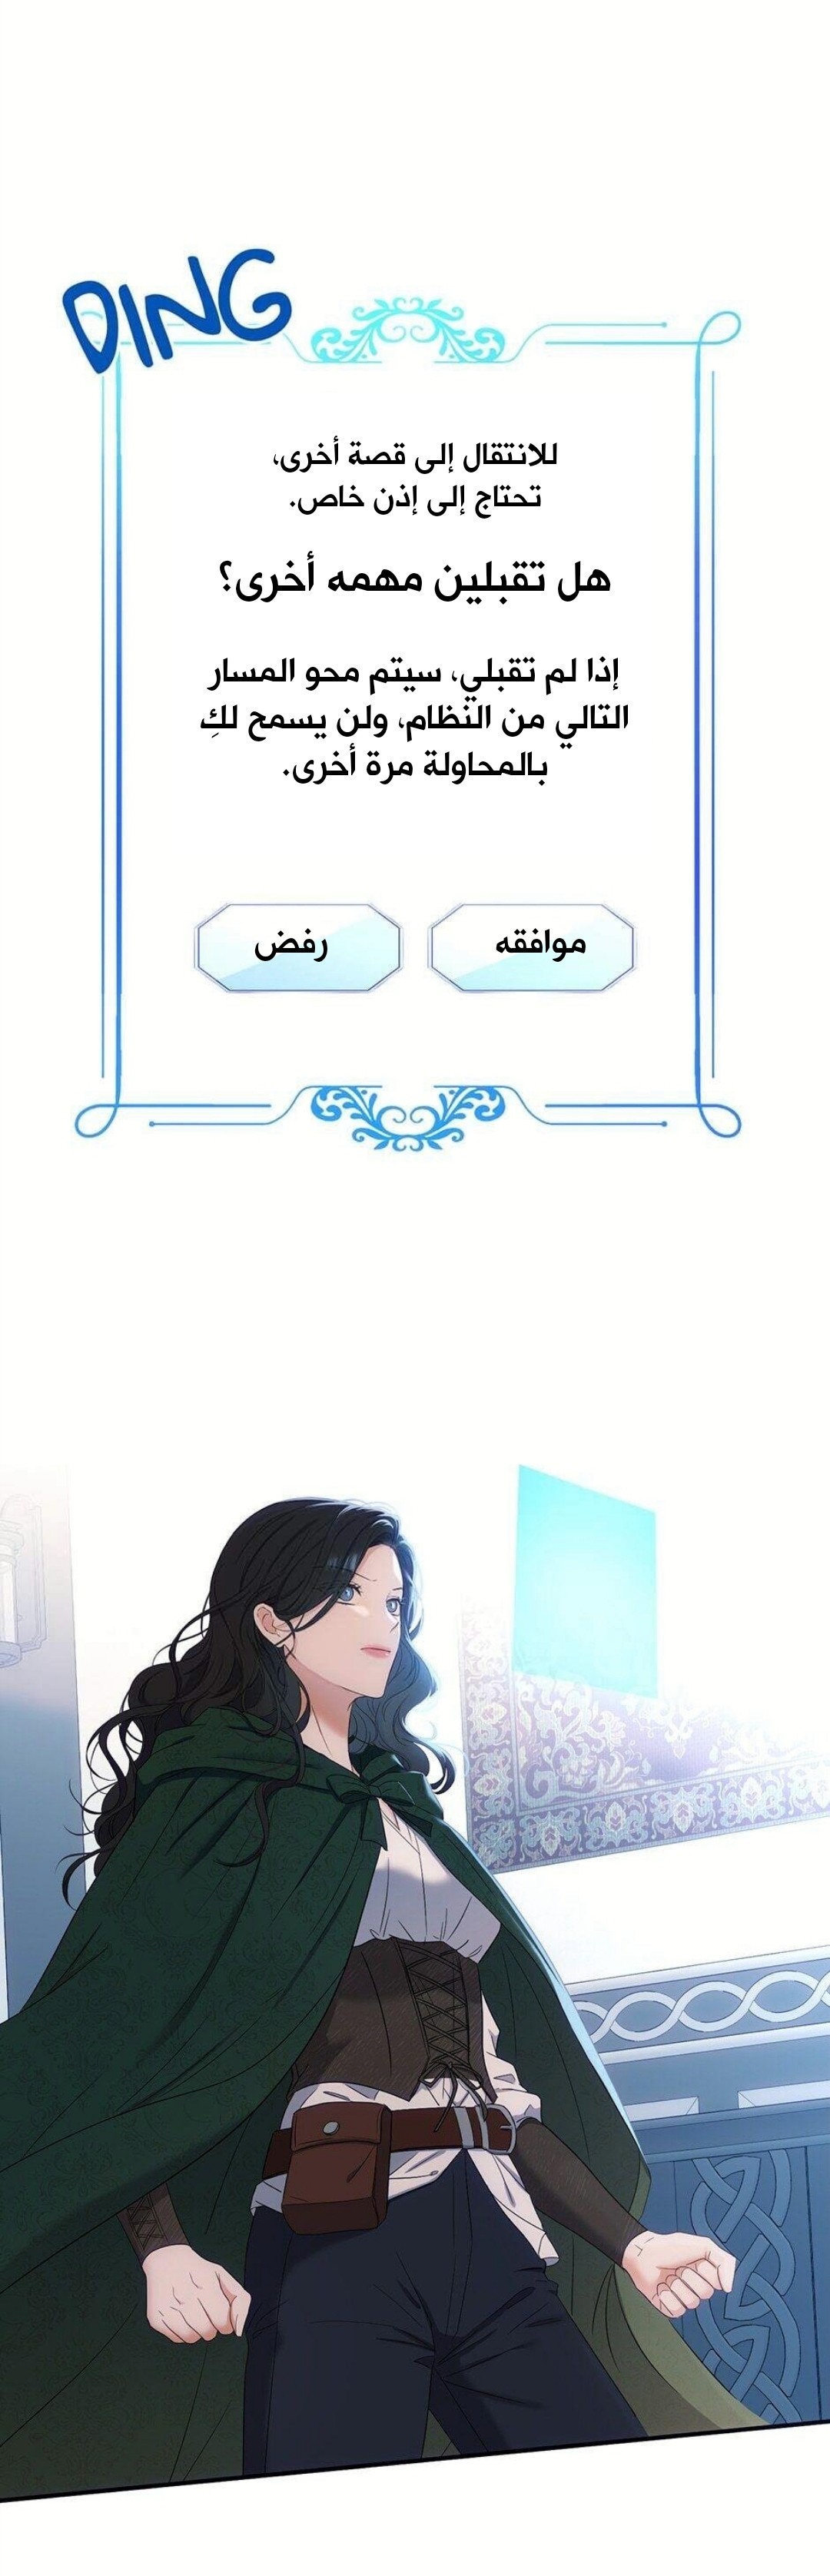 DING
للانتقال إلى قصة أخرى،
تحتاج إلى إذن خاص.
هل تقبلين مهمه أخرى؟
إذا لم تقبلي، سيتم محو المسار
التالي من النظام، ولن يسمح لكِ
بالمحاولة مرة أخرى.
موافقه
رفض